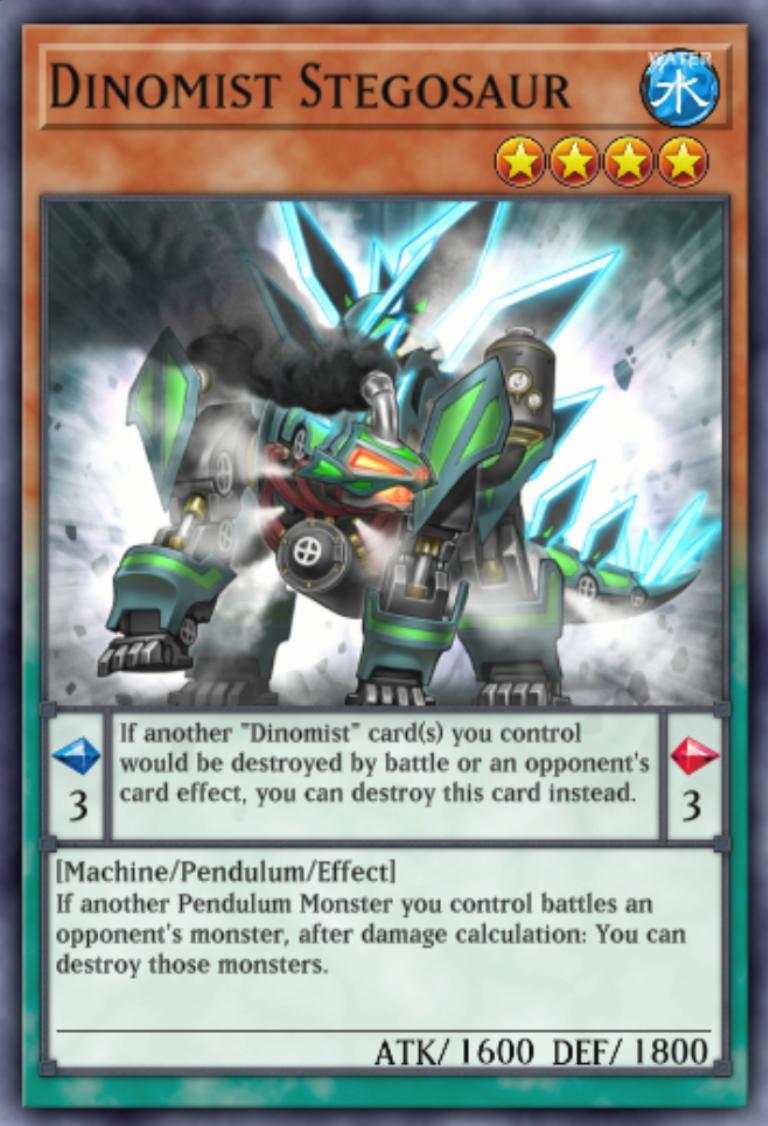 DINOMIST STEGOSAUR
WATER
水
If another "Dinomist" card(s) you control
would be destroyed by battle or an opponent's
card effect, you can destroy this card instead.
3
3
[Machine/Pendulum/Effect]
If another Pendulum Monster you control battles an
opponent's monster, after damage calculation: You can
destroy those monsters.
ATK/ 1600 DEF/ 1800